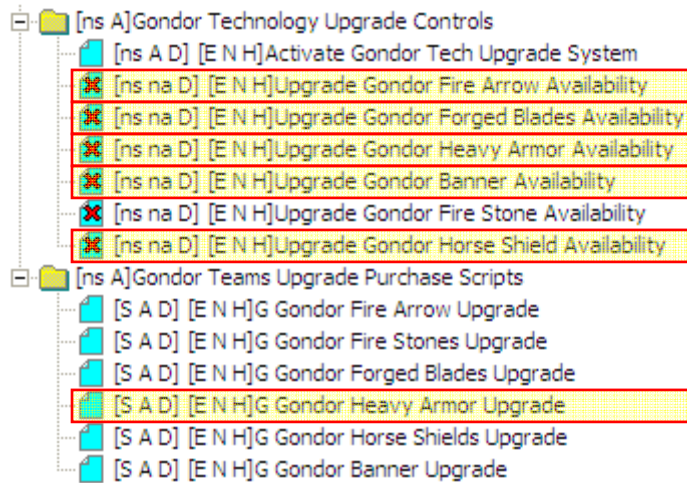 [ns A]Gondor Technology Upgrade Controls
[ns A D] [E N H]Activate Gondor Tech Upgrade System
[ns na D] [E N H]Upgrade Gondor Fire Arrow Availability
[ns na D] [E N H]Upgrade Gondor Forged Blades Availability
[ns na D] [E N H]Upgrade Gondor Heavy Armor Availability
[ns na D] [E N H]Upgrade Gondor Banner Availability
[ns na D] [E N H]Upgrade Gondor Fire Stone Availability
[ns na D] [E N H]Upgrade Gondor Horse Shield Availability
[ns A]Gondor Teams Upgrade Purchase Scripts
[S A D] [E N H]G Gondor Fire Arrow Upgrade
[S A D] [E N H]G Gondor Fire Stones Upgrade
[S A D] [E N H]G Gondor Forged Blades Upgrade
[S A D] [E N H]G Gondor Heavy Armor Upgrade
[S A D] [E N H]G Gondor Horse Shields Upgrade
[S A D] [E N H]G Gondor Banner Upgrade